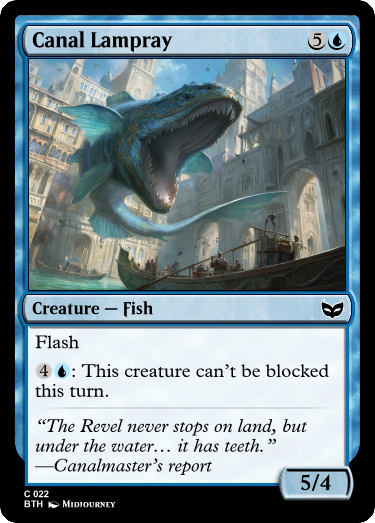 Canal Lampray 5
Creature — Fish
Flash
4 : This creature can't be blocked
this turn.
“The Revel never stops on land, but
under the water… it has teeth.”
—Canalmaster's report
5/4
C 022
BTH Midjourney